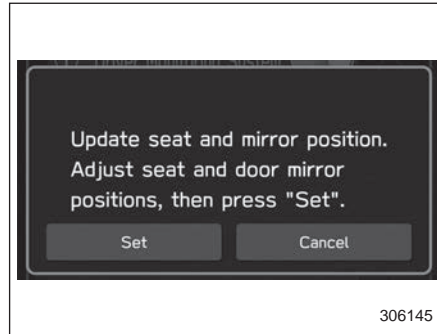 Update seat and mirror position.
Adjust seat and door mirror
positions, then press "Set".
Set Cancel
306145